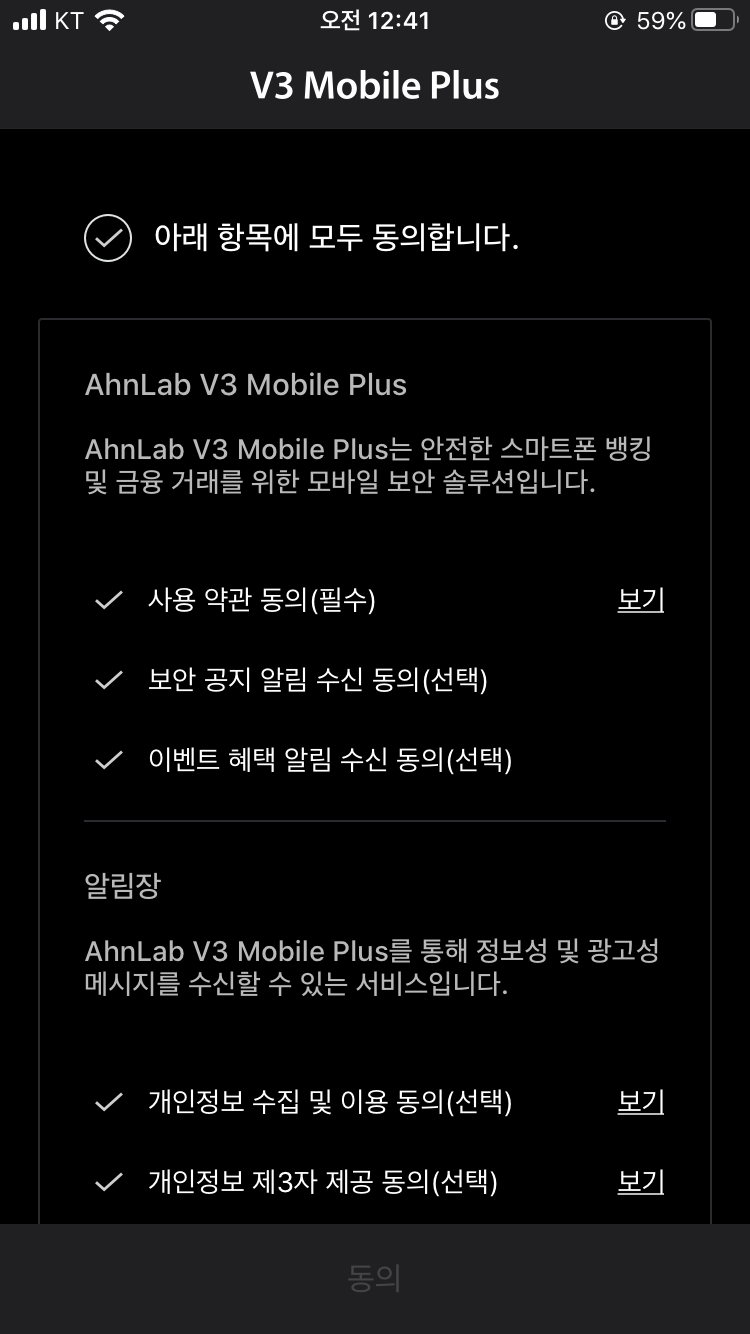 KT 오전 12:41 59%
V3 Mobile Plus
아래 항목에 모두 동의합니다.
AhnLab V3 Mobile Plus
AhnLab V3 Mobile Plus는 안전한 스마트폰 뱅킹
및 금융 거래를 위한 모바일 보안 솔루션입니다.
사용 약관 동의(필수) 보기
보안 공지 알림 수신 동의(선택)
이벤트 혜택 알림 수신 동의(선택)
알림장
AhnLab V3 Mobile Plus를 통해 정보성 및 광고성
메시지를 수신할 수 있는 서비스입니다.
개인정보 수집 및 이용 동의(선택) 보기
개인정보 제3자 제공 동의(선택) 보기
동의